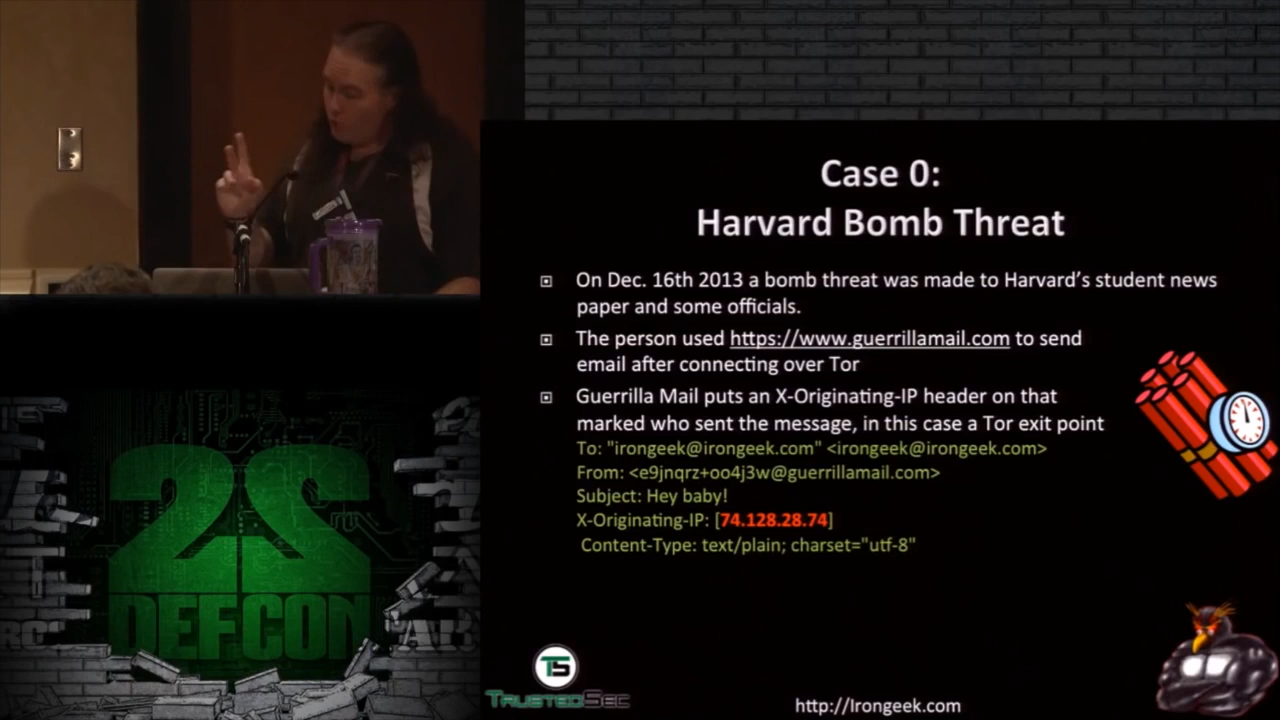 Case 0:
Harvard Bomb Threat
On Dec. 16th 2013 a bomb threat was made to Harvard's student news
paper and some officials.
The person used https://www.guerrillamail.com to send
email after connecting over Tor
Guerrilla Mail puts an X-Originating-IP header on that
marked who sent the message, in this case a Tor exit point
To: "irongeek@irongeek.com" <irongeek@irongeek.com>
From: <e9jnqrz+oo4j3w@guerrillamail.com>
Subject: Hey baby!
X-Originating-IP: [74.128.28.74]
Content-Type: text/plain; charset="utf-8"
22
DEFCON
TS
TRUSTEDSEC
http://Irongeek.com